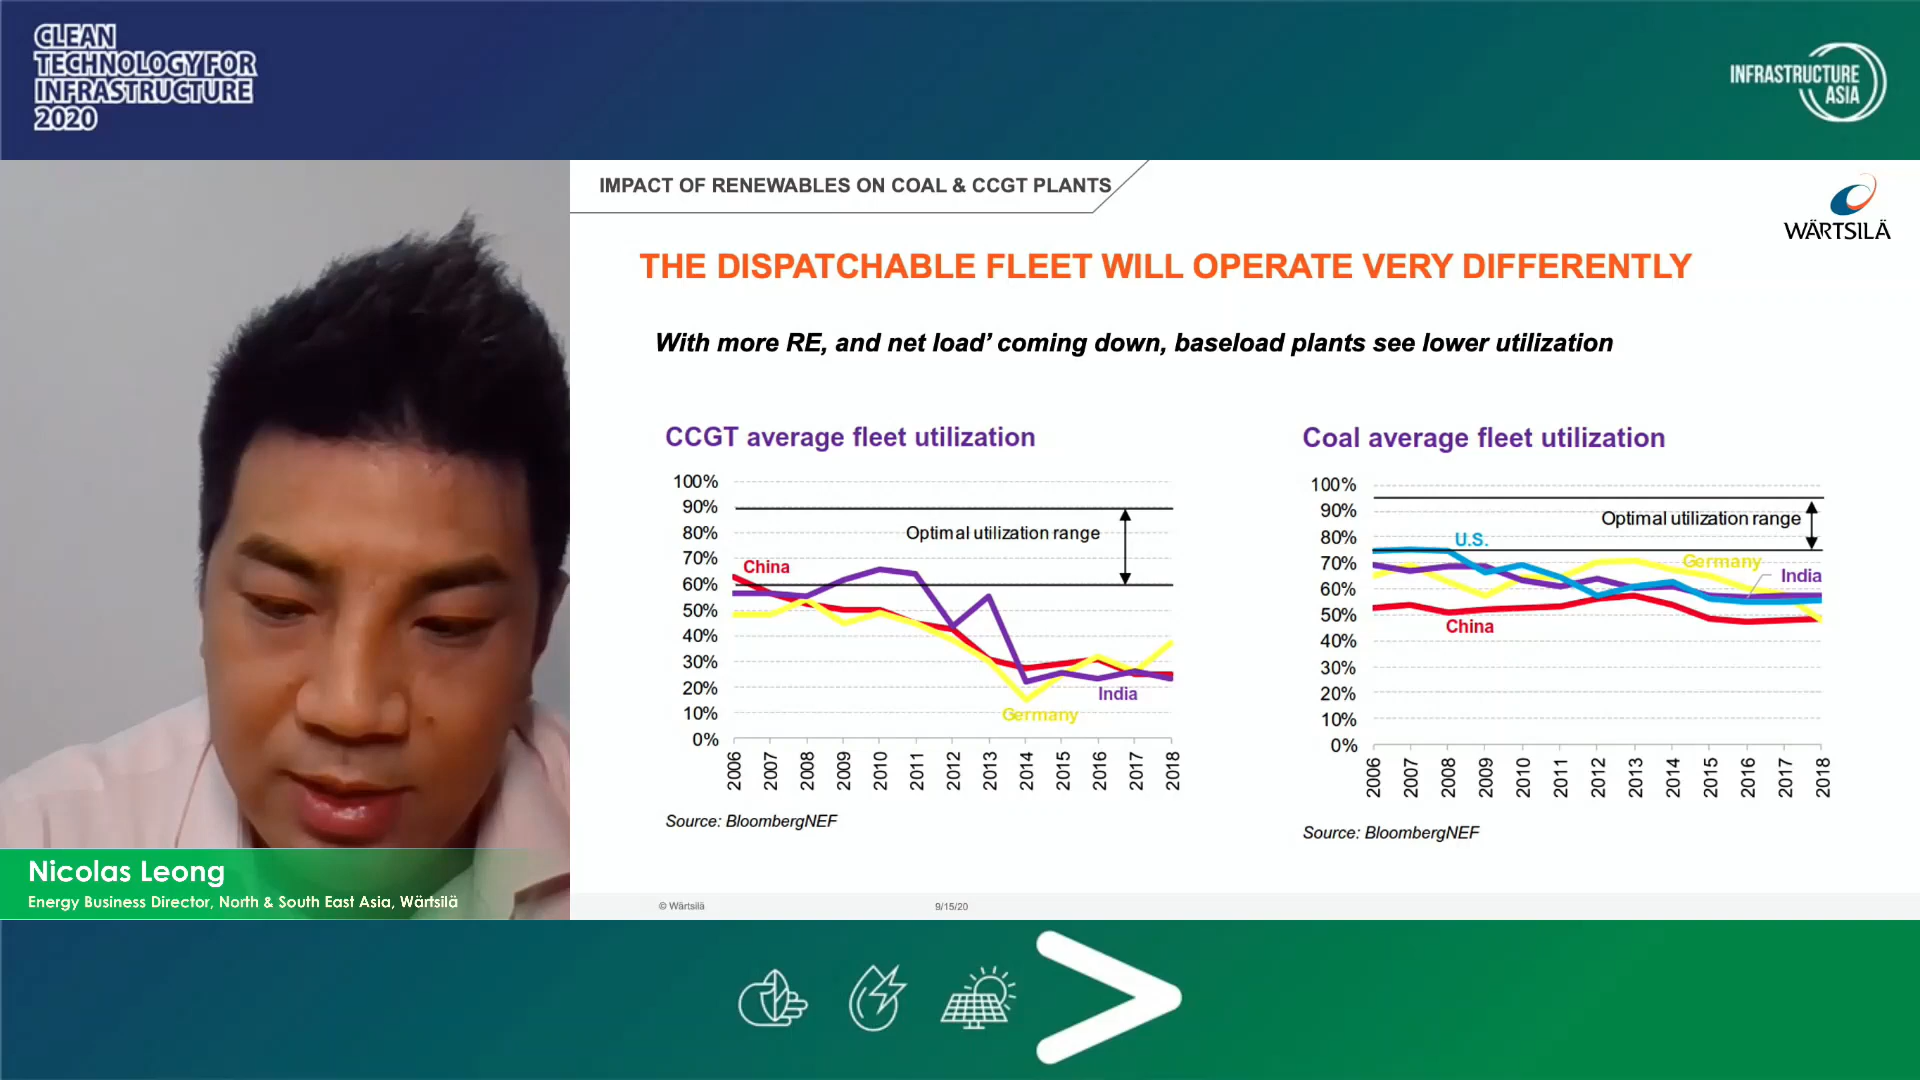 CLEAN
TECHNOLOGY FOR
INFRASTRUCTURE
2020
INFRASTRUCTURE
ASIA
IMPACT OF RENEWABLES ON COAL & CCGT PLANTS
WÄRTSILÄ
THE DISPATCHABLE FLEET WILL OPERATE VERY DIFFERENTLY
With more RE, and net load’ coming down, baseload plants see lower utilization
CCGT average fleet utilization
100%
90%
80%
70%
60%
50%
40%
30%
20%
10%
0%
Optimal utilization range
China
India
Germany
2006
2007
2008
2009
2010
2011
2012
2013
2014
2015
2016
2017
2018
Source: BloombergNEF
Coal average fleet utilization
100%
90%
80%
70%
60%
50%
40%
30%
20%
10%
0%
Optimal utilization range
U.S.
Germany
India
China
2006
2007
2008
2009
2010
2011
2012
2013
2014
2015
2016
2017
2018
Source: BloombergNEF
© Wärtsilä
9/15/20
Nicolas Leong
Energy Business Director, North & South East Asia, Wärtsilä